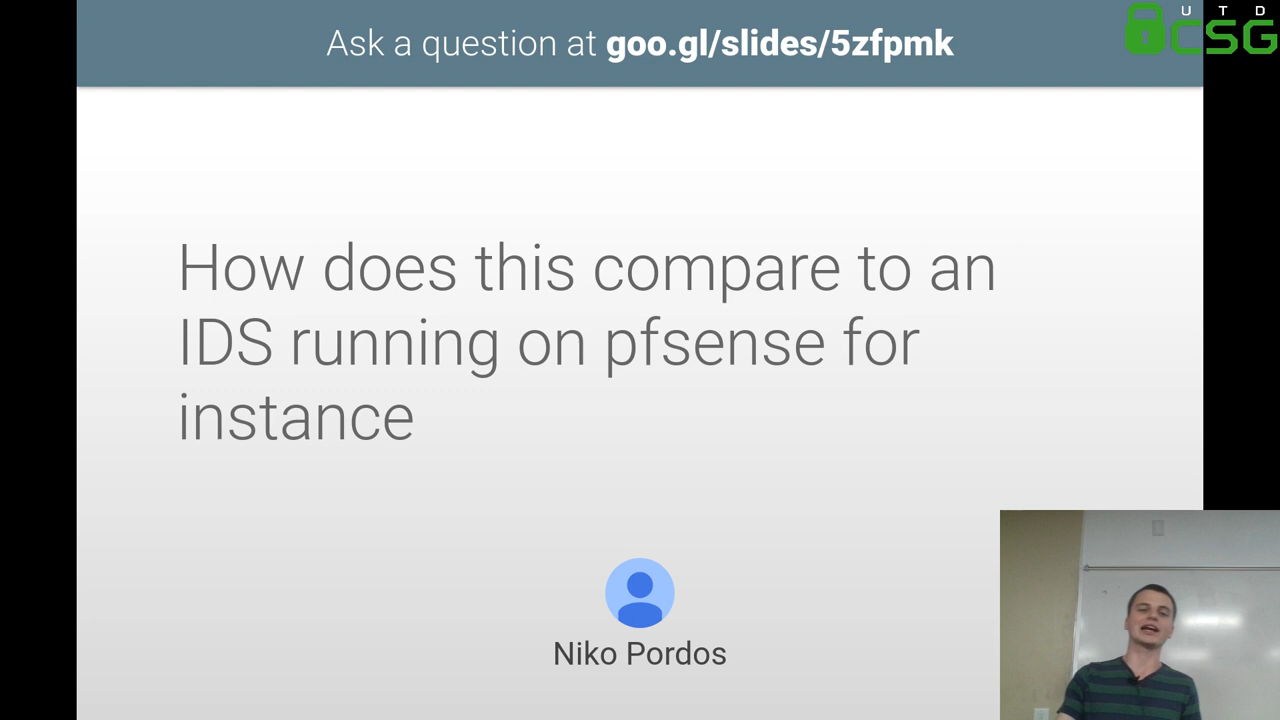 Ask a question at goo.gl/slides/5zfpmk
U T D
CSG
How does this compare to an
IDS running on pfsense for
instance
Niko Pordos